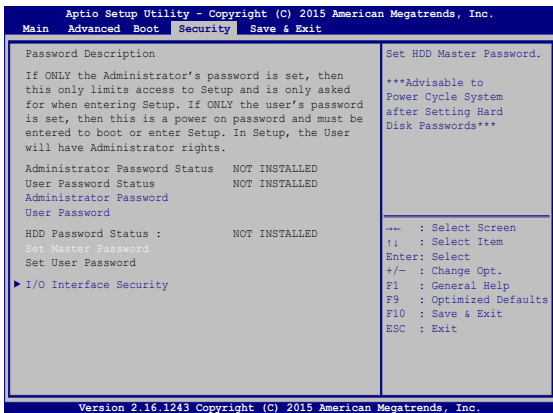 Aptio Setup Utility - Copyright (C) 2015 American Megatrends, Inc.
Main Advanced Boot Security Save & Exit
Password Description
If ONLY the Administrator's password is set, then
this only limits access to Setup and is only asked
for when entering Setup. If ONLY the user's password
is set, then this is a power on password and must be
entered to boot or enter Setup. In Setup, the User
will have Administrator rights.
Administrator Password Status NOT INSTALLED
User Password Status NOT INSTALLED
Administrator Password
User Password
HDD Password Status : NOT INSTALLED
Set Master Password
Set User Password
I/O Interface Security
Set HDD Master Password.
***Advisable to
Power Cycle System
after Setting Hard
Disk Passwords***
→← : Select Screen
↑↓ : Select Item
Enter: Select
+/— : Change Opt.
F1 : General Help
F9 : Optimized Defaults
F10 : Save & Exit
ESC : Exit
Version 2.16.1243 Copyright (C) 2015 American Megatrends, Inc.